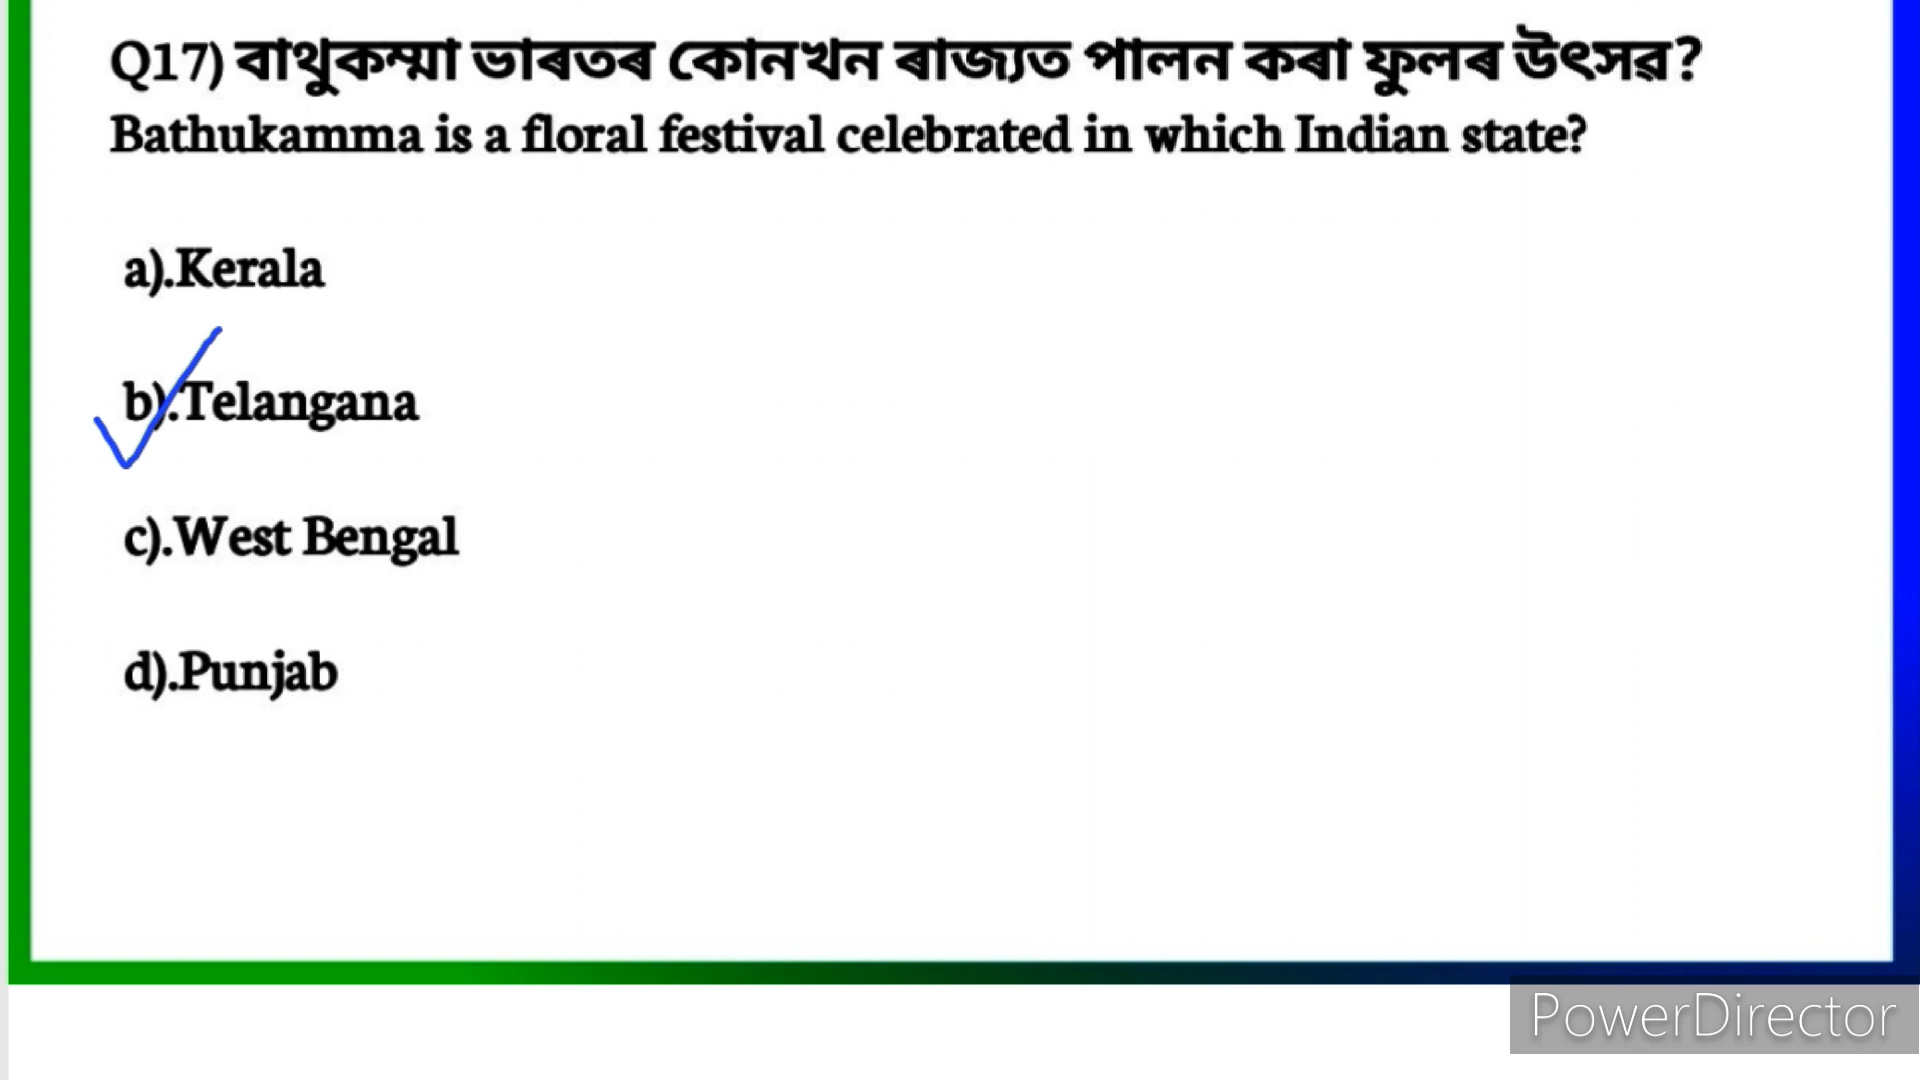 Q17) বাথুকম্মা ভাৰতৰ কোনখন ৰাজ্যত পালন কৰা ফুলৰ উৎসৱ?
Bathukamma is a floral festival celebrated in which Indian state?
a).Kerala
b).Telangana
c).West Bengal
d).Punjab
PowerDirector